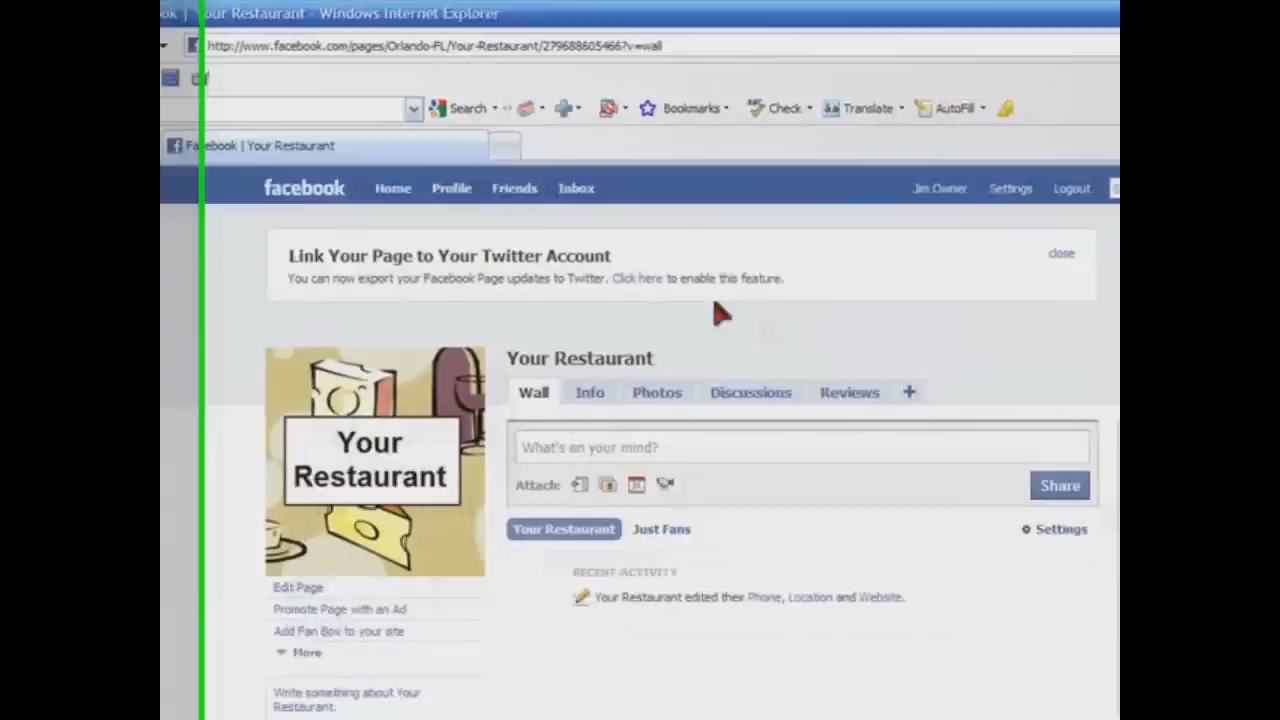 ok | Your Restaurant - Windows Internet Explorer
http://www.facebook.com/pages/Orlando-FL/Your-Restaurant/279688605466?v=wall
Search Bookmarks Check Translate AutoFill
Facebook | Your Restaurant
facebook Home Profile Friends Inbox Jim Owner Settings Logout
Link Your Page to Your Twitter Account close
You can now export your Facebook Page updates to Twitter. Click here to enable this feature.
Your Restaurant
Wall Info Photos Discussions Reviews +
What's on your mind?
Attach: 31 Share
Your
Restaurant
Your Restaurant Just Fans Settings
RECENT ACTIVITY
Your Restaurant edited their Phone, Location and Website.
Edit Page
Promote Page with an Ad
Add Fan Box to your site
More
Write something about Your
Restaurant.